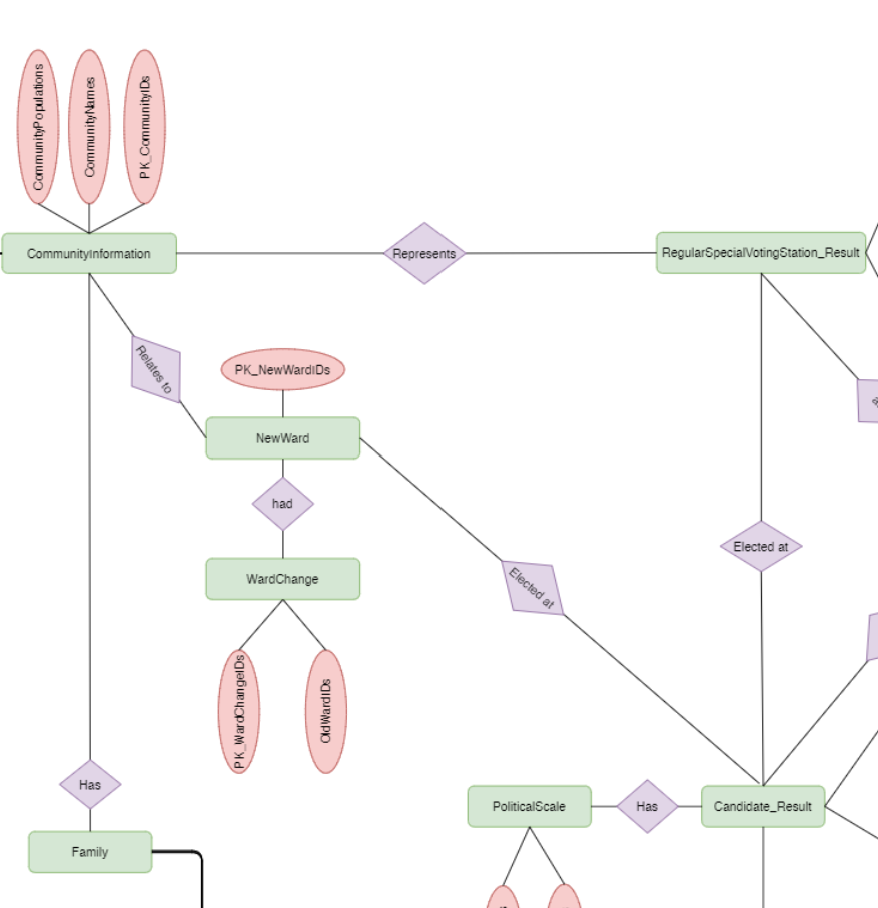 CommunityPopulations
CommunityNames
PK_CommunityIDs
CommunityInformation
Represents
RegularSpecialVotingStation_Result
Relates to
PK_NewWardIDs
NewWard
had
Elected at
WardChange
Elected at
PK_WardChangeIDs
OldWardIDs
Has
PoliticalScale
Has
Candidate_Result
Family